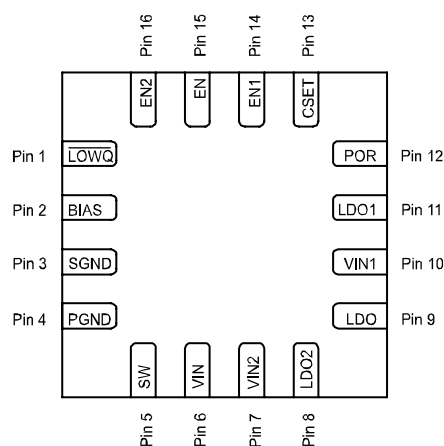 Pin 16
Pin 15
Pin 14
Pin 13
EN2
EN
EN1
CSET
Pin 1
LOWQ
POR
Pin 12
Pin 2
BIAS
LDO1
Pin 11
Pin 3
SGND
VIN1
Pin 10
Pin 4
PGND
LDO
Pin 9
SW
VIN
VIN2
LDO2
Pin 5
Pin 6
Pin 7
Pin 8